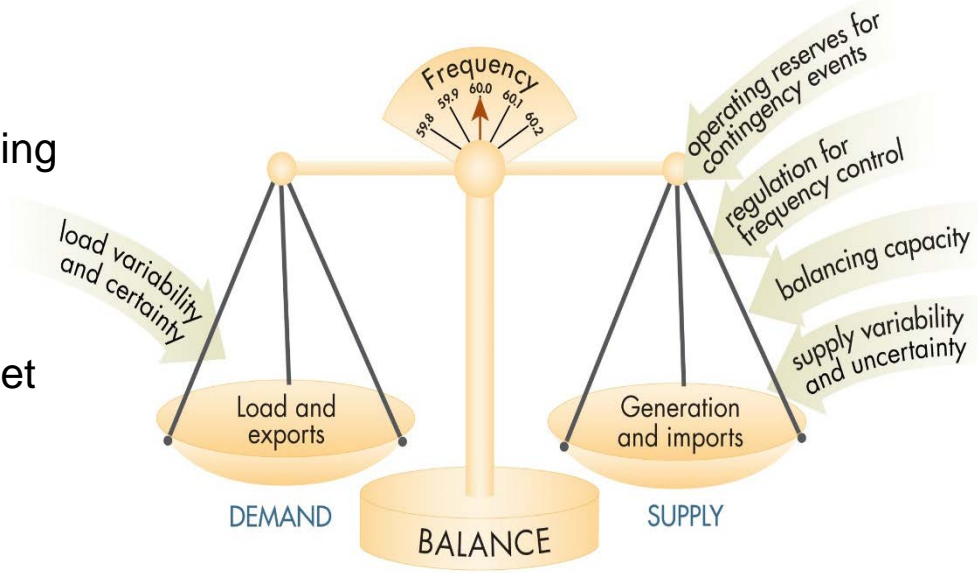 ing
et
Frequency
59.8 59.9 60.0 60.1 60.2
load variability
and certainty
operating reserves for
contingency events
regulation for
frequency control
balancing capacity
supply variability
and uncertainty
Load and
exports
Generation
and imports
DEMAND
SUPPLY
BALANCE